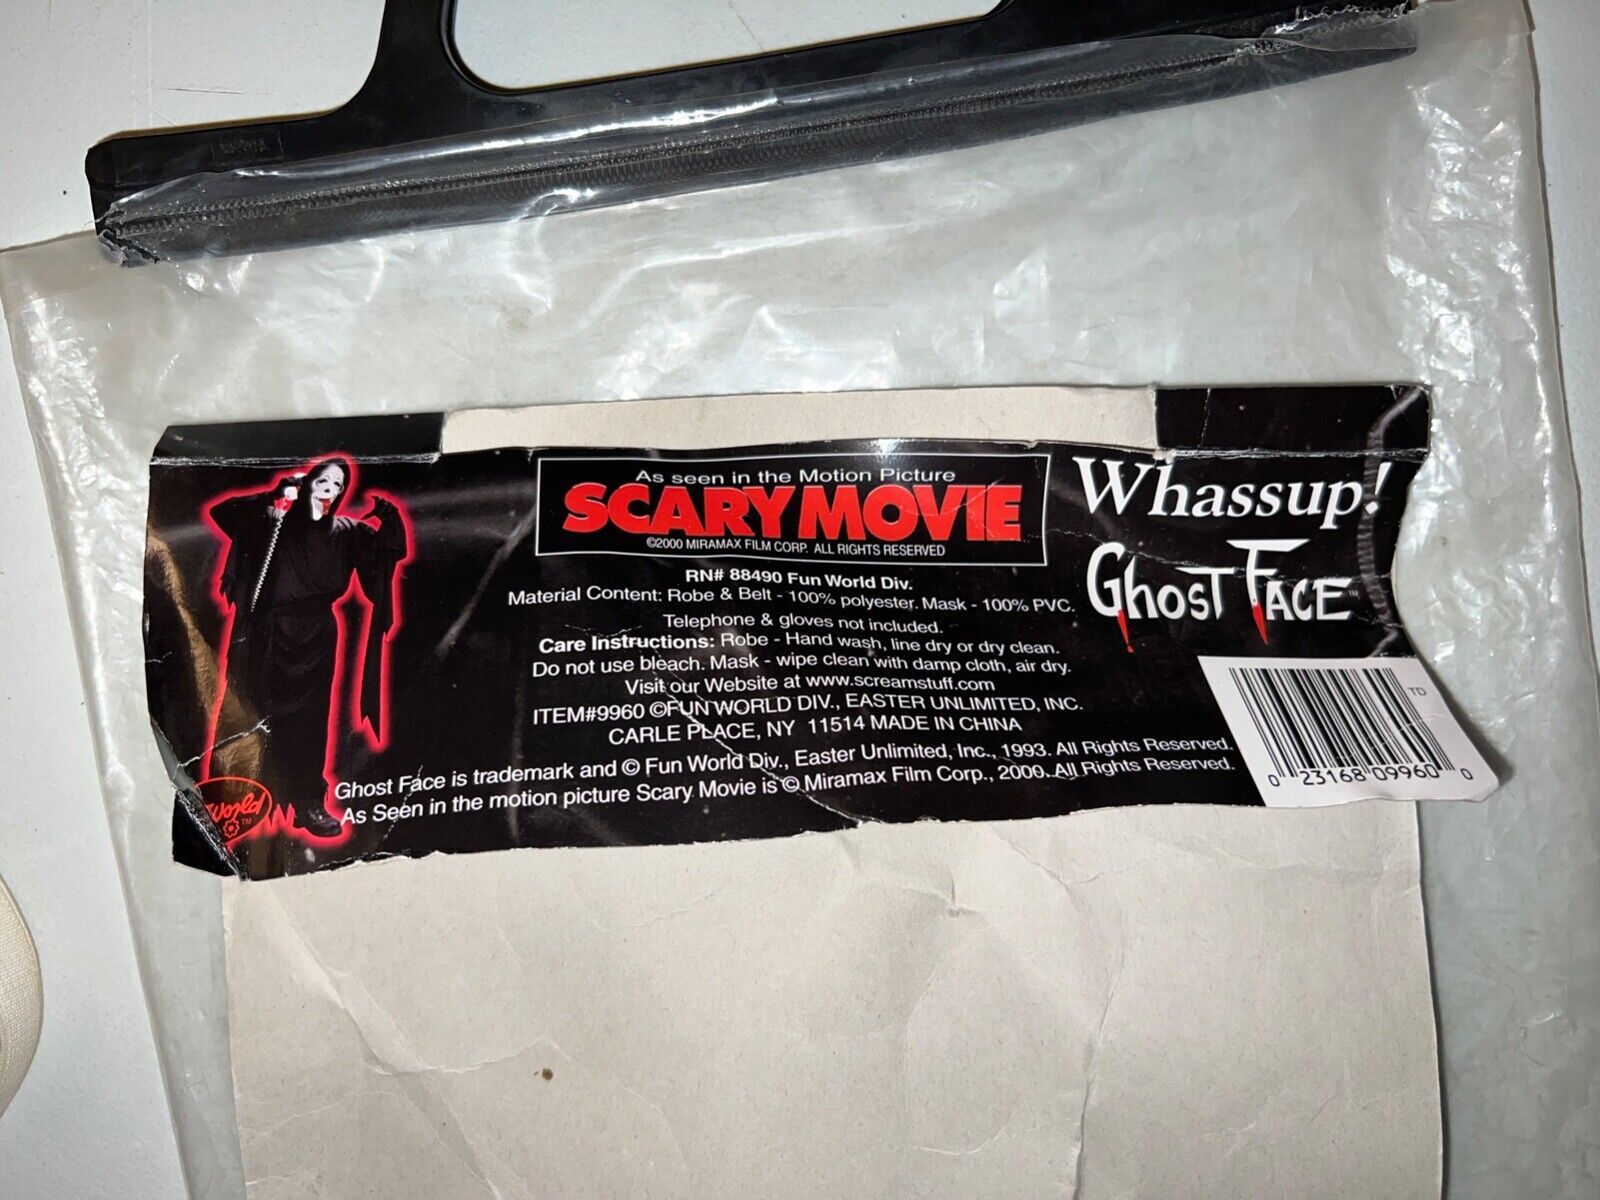 As seen in the Motion Picture
SCARY MOVIE
©2000 MIRAMAX FILM CORP. ALL RIGHTS RESERVED
Whassup!
GHOST FACE
RN# 88490 Fun World Div.
Material Content: Robe & Belt - 100% polyester. Mask - 100% PVC.
Telephone & gloves not included.
Care Instructions: Robe - Hand wash, line dry or dry clean.
Do not use bleach. Mask - wipe clean with damp cloth, air dry.
Visit our Website at www.screamstuff.com
ITEM#9960 ©FUN WORLD DIV., EASTER UNLIMITED, INC.
CARLE PLACE, NY 11514 MADE IN CHINA
Ghost Face is trademark and © Fun World Div., Easter Unlimited, Inc., 1993. All Rights Reserved.
As Seen in the motion picture Scary Movie is © Miramax Film Corp., 2000. All Rights Reserved.
World TM
TD
0 23168 09960 0